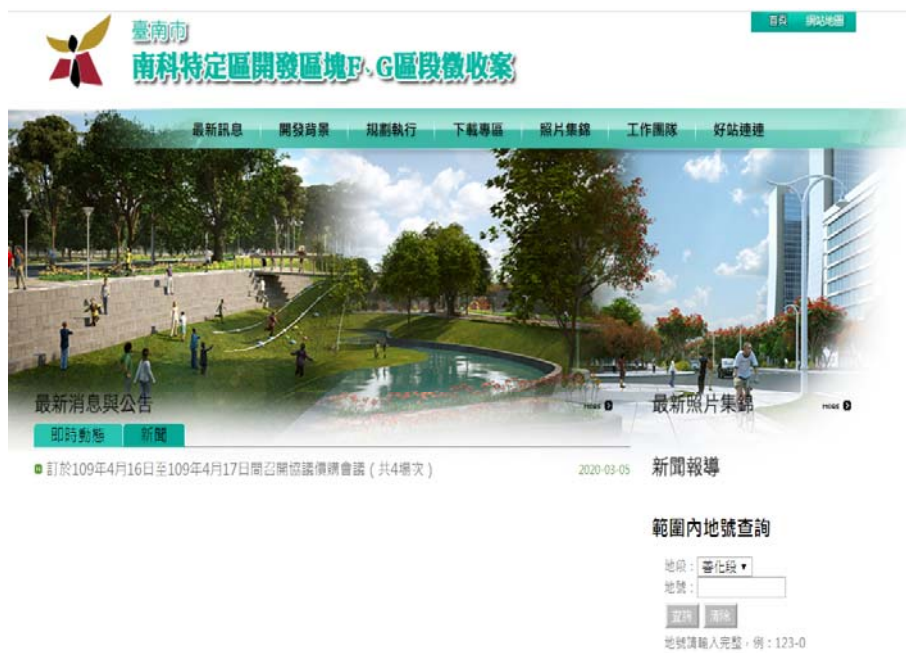 首頁 網站地圖
臺南市
南科特定區開發區塊F、G區段徵收案
最新訊息 開發背景 規劃執行 下載專區 照片集錦 工作團隊 好站連連
最新消息與公告 MORE
最新照片集錦 MORE
即時動態 新聞
訂於109年4月16日至109年4月17日間召開協議價購會議(共4場次) 2020-03-05
新聞報導
範圍內地號查詢
地段: 善化段
地號:
查詢 清除
地號請輸入完整,例:123-0